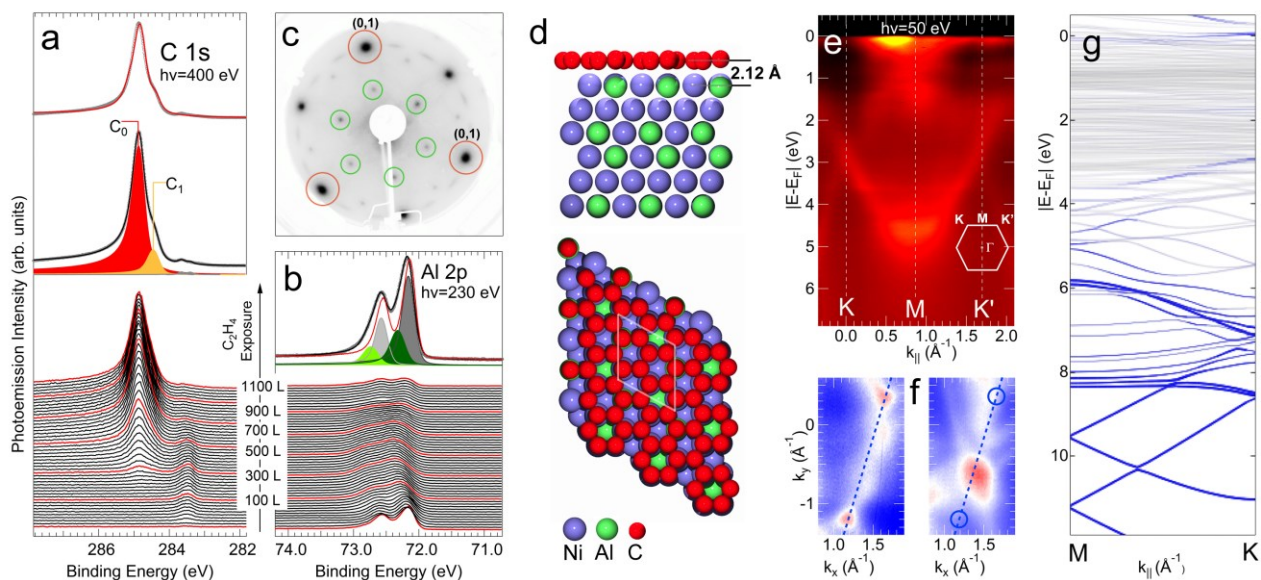 a
C 1s
hν=400 eV
C0
C1
Photoemission Intensity (arb. units)
C2H4
Exposure
1100 L
900 L
700 L
500 L
300 L
100 L
286
284
282
Binding Energy (eV)
c
(0,1)
(0,1)
b
Al 2p
hν=230 eV
74.0
73.0
72.0
71.0
Binding Energy (eV)
d
2.12 Å
Ni
Al
C
e
hν=50 eV
0
1
2
3
4
5
6
|E-EF| (eV)
K
M
K'
Γ
K
M
K'
0.0
0.5
1.0
1.5
2.0
k|| (Å-1)
f
0
-1
ky (Å-1)
1.0
1.5
kx (Å-1)
1.0
1.5
kx (Å-1)
g
0
2
4
6
8
10
|E-EF| (eV)
M
K
k|| (Å-1)